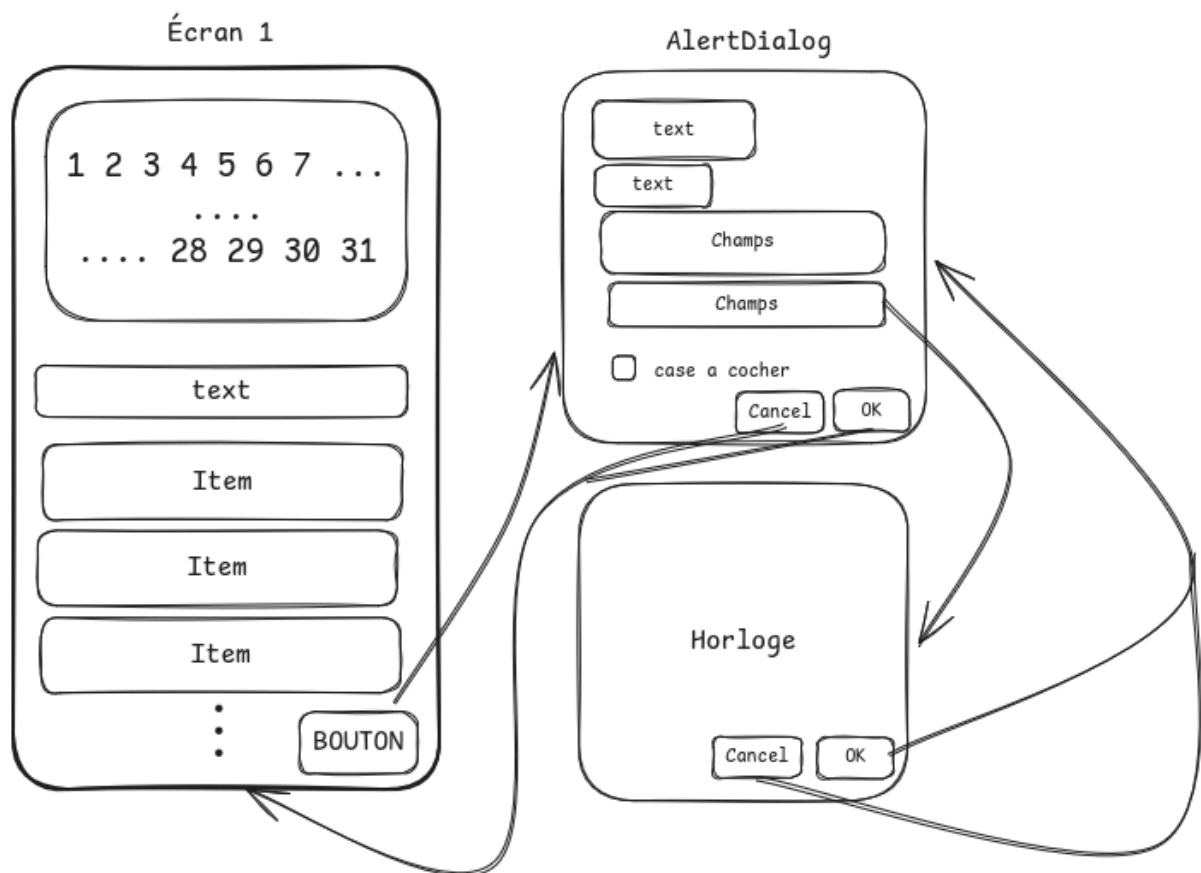 Écran 1
1 2 3 4 5 6 7 ...
....
.... 28 29 30 31
text
Item
Item
Item
BOUTON
AlertDialog
text
text
Champs
Champs
case a cocher
Cancel
OK
Horloge
Cancel
OK